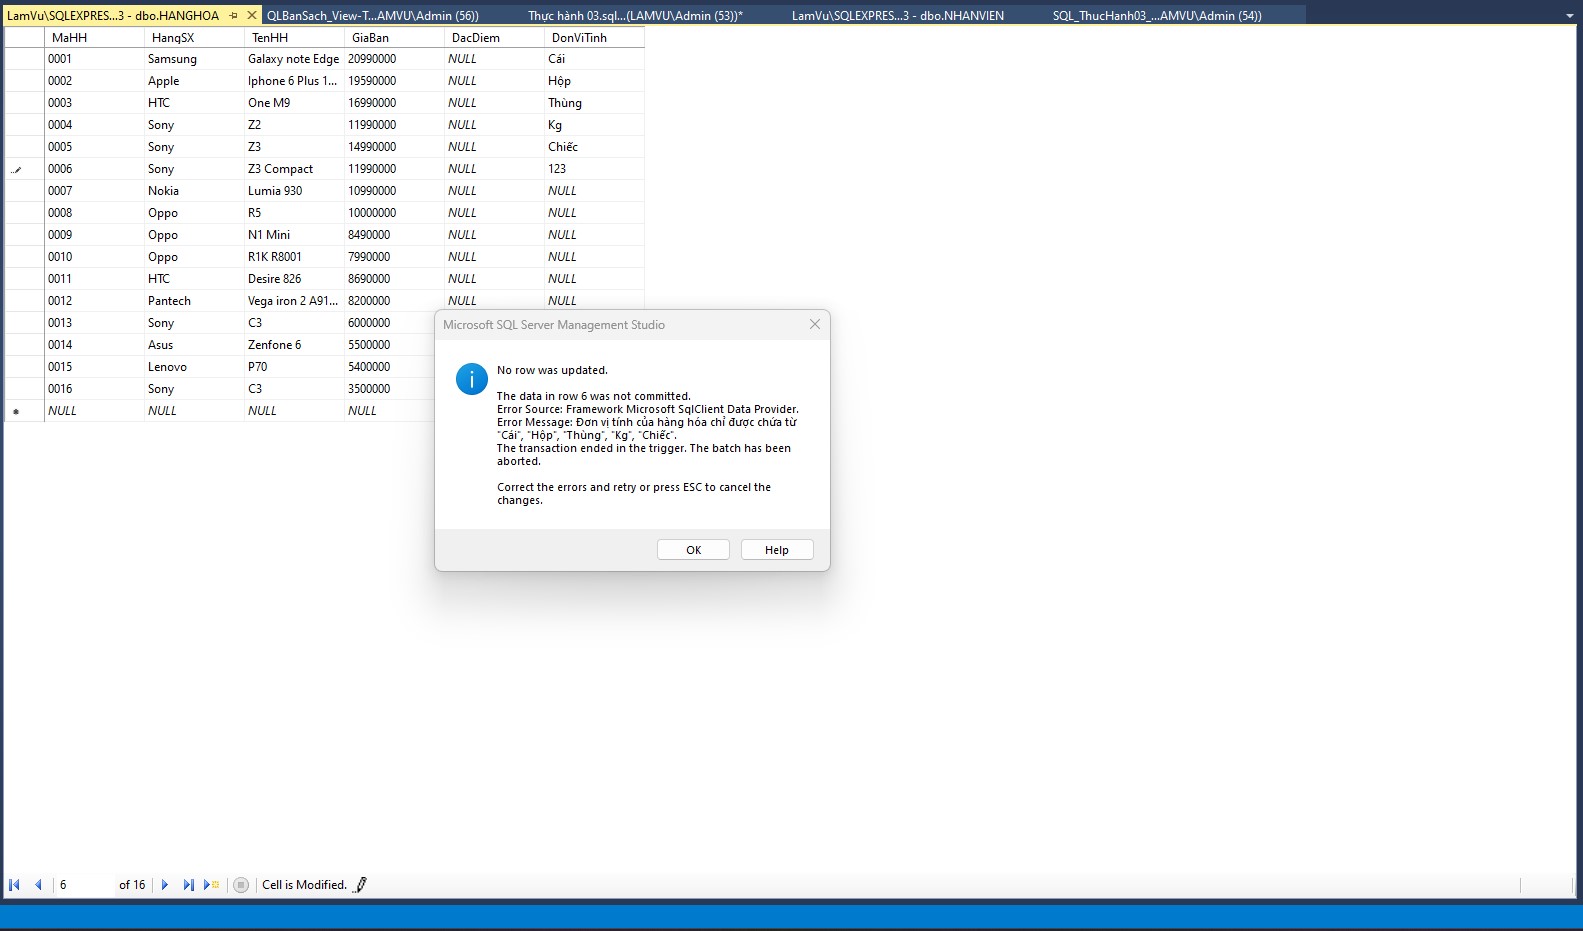 LamVu\SQLEXPRES...3 - dbo.HANGHOA QLBanSach_View-T...AMVU\Admin (56)) Thực hành 03.sql...(LAMVU\Admin (53))* LamVu\SQLEXPRES...3 - dbo.NHANVIEN SQL_ThucHanh03_...AMVU\Admin (54))
MaHH HangSX TenHH GiaBan DacDiem DonViTinh
0001 Samsung Galaxy note Edge 20990000 NULL Cái
0002 Apple Iphone 6 Plus 1... 19590000 NULL Hộp
0003 HTC One M9 16990000 NULL Thùng
0004 Sony Z2 11990000 NULL Kg
0005 Sony Z3 14990000 NULL Chiếc
0006 Sony Z3 Compact 11990000 NULL 123
0007 Nokia Lumia 930 10990000 NULL NULL
0008 Oppo R5 10000000 NULL NULL
0009 Oppo N1 Mini 8490000 NULL NULL
0010 Oppo R1K R8001 7990000 NULL NULL
0011 HTC Desire 826 8690000 NULL NULL
0012 Pantech Vega iron 2 A91... 8200000 NULL NULL
0013 Sony C3 6000000
0014 Asus Zenfone 6 5500000
0015 Lenovo P70 5400000
0016 Sony C3 3500000
NULL NULL NULL NULL
Microsoft SQL Server Management Studio
No row was updated.
The data in row 6 was not committed.
Error Source: Framework Microsoft SqlClient Data Provider.
Error Message: Đơn vị tính của hàng hóa chỉ được chứa từ
"Cái", "Hộp", "Thùng", "Kg", "Chiếc".
The transaction ended in the trigger. The batch has been
aborted.
Correct the errors and retry or press ESC to cancel the
changes.
OK Help
6 of 16 Cell is Modified.